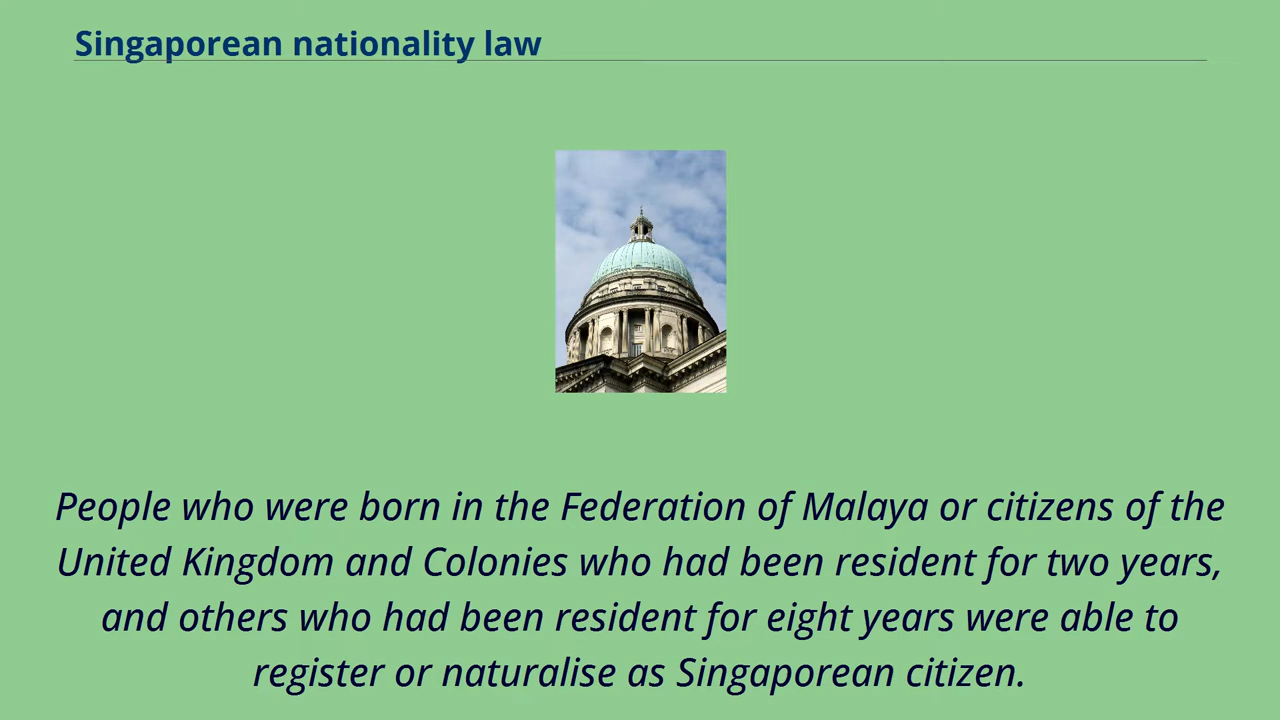 Singaporean nationality law
People who were born in the Federation of Malaya or citizens of the
United Kingdom and Colonies who had been resident for two years,
and others who had been resident for eight years were able to
register or naturalise as Singaporean citizen.